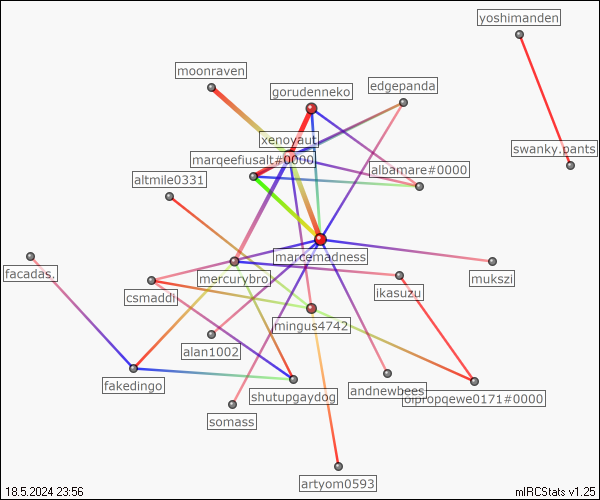 yoshimanden
moonraven
edgepanda
gorudenneko
xenoyaut
swanky.pants
marqeefiusalt#0000
albamare#0000
altmile0331
marcemadness
facadas.
mercurybro
mukszi
csmaddi
ikasuzu
mingus4742
alan1002
fakedingo
andnewbees
shutupgaydog
oipropqewe0171#0000
somass
artyom0593
18.5.2024 23:56
mIRCStats v1.25